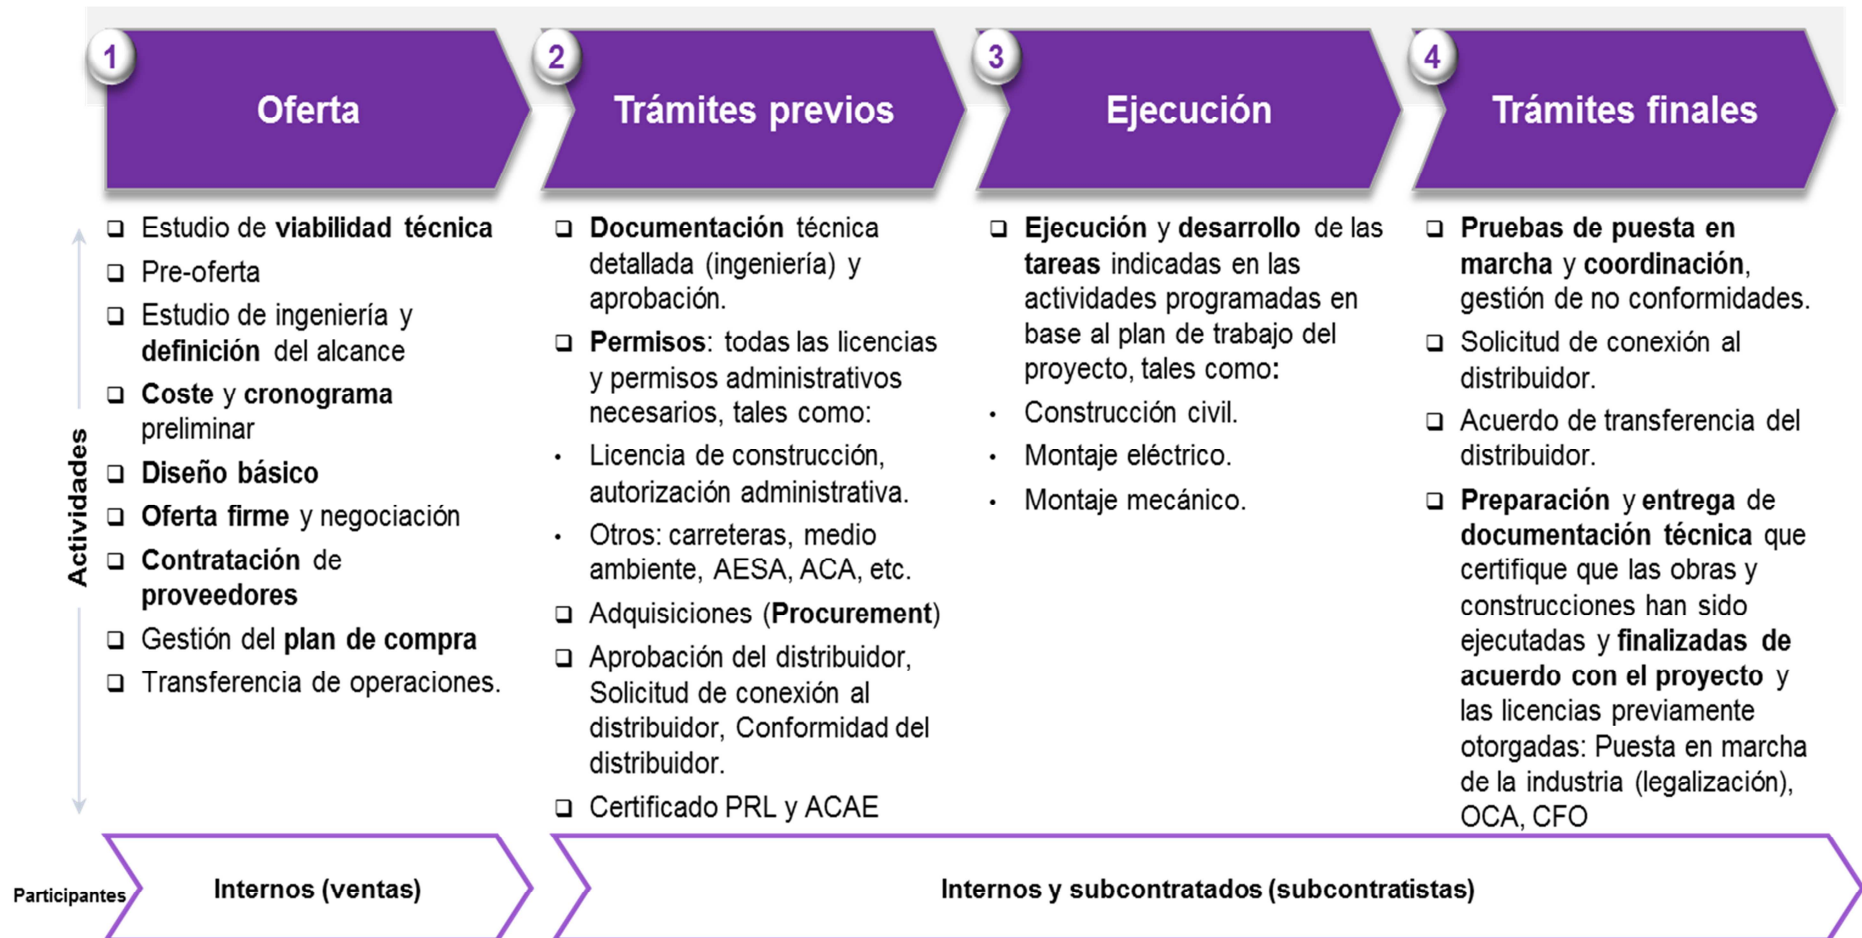 1
Oferta
2
Trámites previos
3
Ejecución
4
Trámites finales
Actividades
❑ Estudio de viabilidad técnica
❑ Pre-oferta
❑ Estudio de ingeniería y
definición del alcance
❑ Coste y cronograma
preliminar
❑ Diseño básico
❑ Oferta firme y negociación
❑ Contratación de
proveedores
❑ Gestión del plan de compra
❑ Transferencia de operaciones.
❑ Documentación técnica
detallada (ingeniería) y
aprobación.
❑ Permisos: todas las licencias
y permisos administrativos
necesarios, tales como:
• Licencia de construcción,
autorización administrativa.
• Otros: carreteras, medio
ambiente, AESA, ACA, etc.
❑ Adquisiciones (Procurement)
❑ Aprobación del distribuidor,
Solicitud de conexión al
distribuidor, Conformidad del
distribuidor.
❑ Certificado PRL y ACAE
❑ Ejecución y desarrollo de las
tareas indicadas en las
actividades programadas en
base al plan de trabajo del
proyecto, tales como:
• Construcción civil.
• Montaje eléctrico.
• Montaje mecánico.
❑ Pruebas de puesta en
marcha y coordinación,
gestión de no conformidades.
❑ Solicitud de conexión al
distribuidor.
❑ Acuerdo de transferencia del
distribuidor.
❑ Preparación y entrega de
documentación técnica que
certifique que las obras y
construcciones han sido
ejecutadas y finalizadas de
acuerdo con el proyecto y
las licencias previamente
otorgadas: Puesta en marcha
de la industria (legalización),
OCA, CFO
Participantes
Internos (ventas)
Internos y subcontratados (subcontratistas)